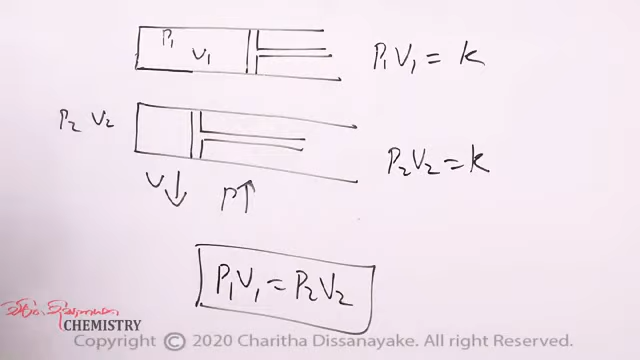 P₁ V₁
P₁V₁ = k
P₂ V₂
P₂V₂ = k
V↓ P↑
P₁V₁ = P₂V₂
CHEMISTRY
Copyright © 2020 Charitha Dissanayake. All right Reserved.